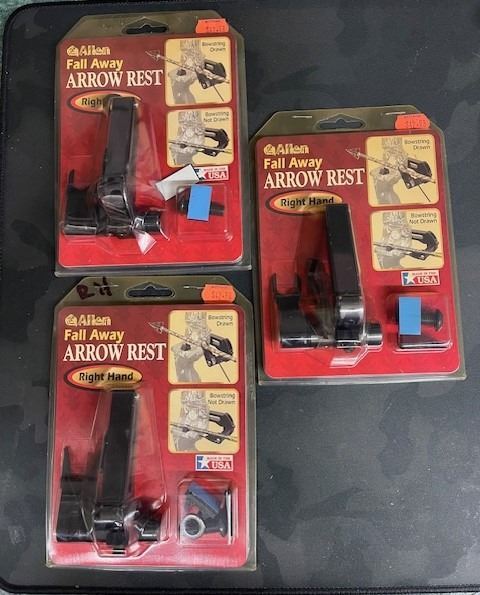 Allen
Fall Away
ARROW REST
Right
Bowstring
Drawn
Bowstring
Not Drawn
MADE IN THE
USA
Allen
Fall Away
ARROW REST
Right Hand
Bowstring
Drawn
Bowstring
Not Drawn
MADE IN THE
USA
RH
Allen
Fall Away
ARROW REST
Right Hand
Bowstring
Drawn
Bowstring
Not Drawn
MADE IN THE
USA